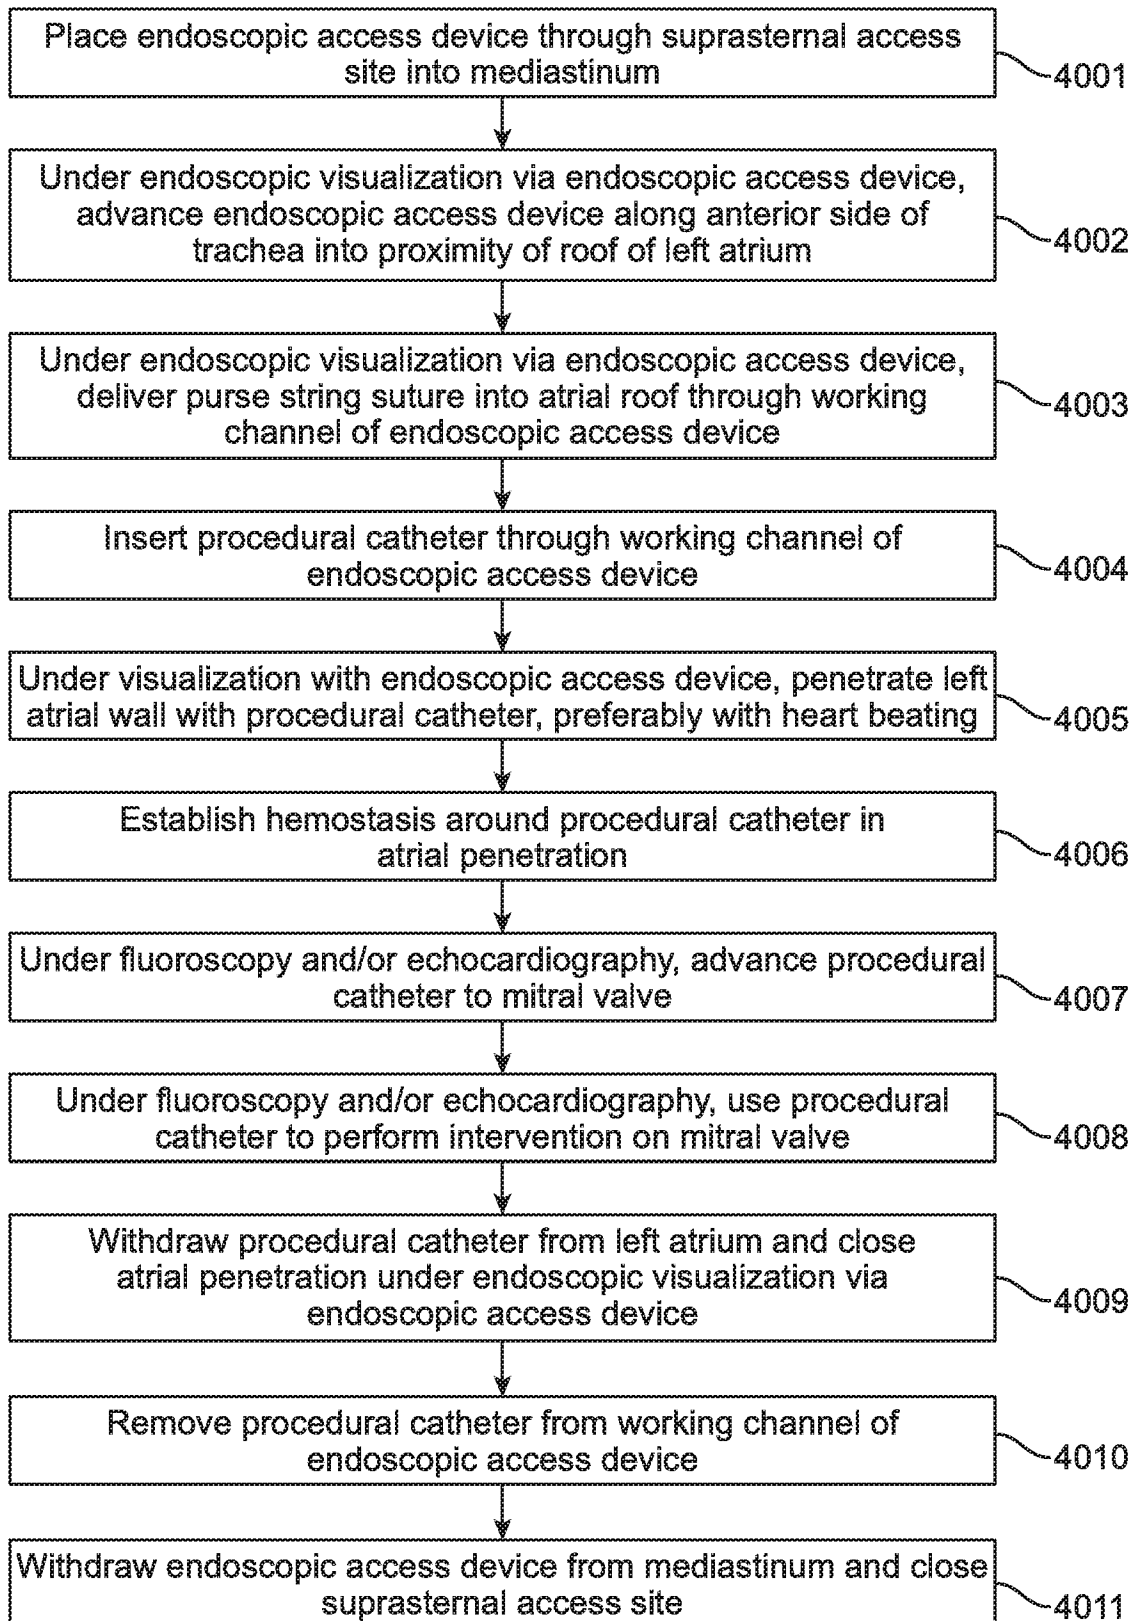 Place endoscopic access device through suprasternal access
site into mediastinum
4001
Under endoscopic visualization via endoscopic access device,
advance endoscopic access device along anterior side of
trachea into proximity of roof of left atrium
4002
Under endoscopic visualization via endoscopic access device,
deliver purse string suture into atrial roof through working
channel of endoscopic access device
4003
Insert procedural catheter through working channel of
endoscopic access device
4004
Under visualization with endoscopic access device, penetrate left
atrial wall with procedural catheter, preferably with heart beating
4005
Establish hemostasis around procedural catheter in
atrial penetration
4006
Under fluoroscopy and/or echocardiography, advance procedural
catheter to mitral valve
4007
Under fluoroscopy and/or echocardiography, use procedural
catheter to perform intervention on mitral valve
4008
Withdraw procedural catheter from left atrium and close
atrial penetration under endoscopic visualization via
endoscopic access device
4009
Remove procedural catheter from working channel of
endoscopic access device
4010
Withdraw endoscopic access device from mediastinum and close
suprasternal access site
4011